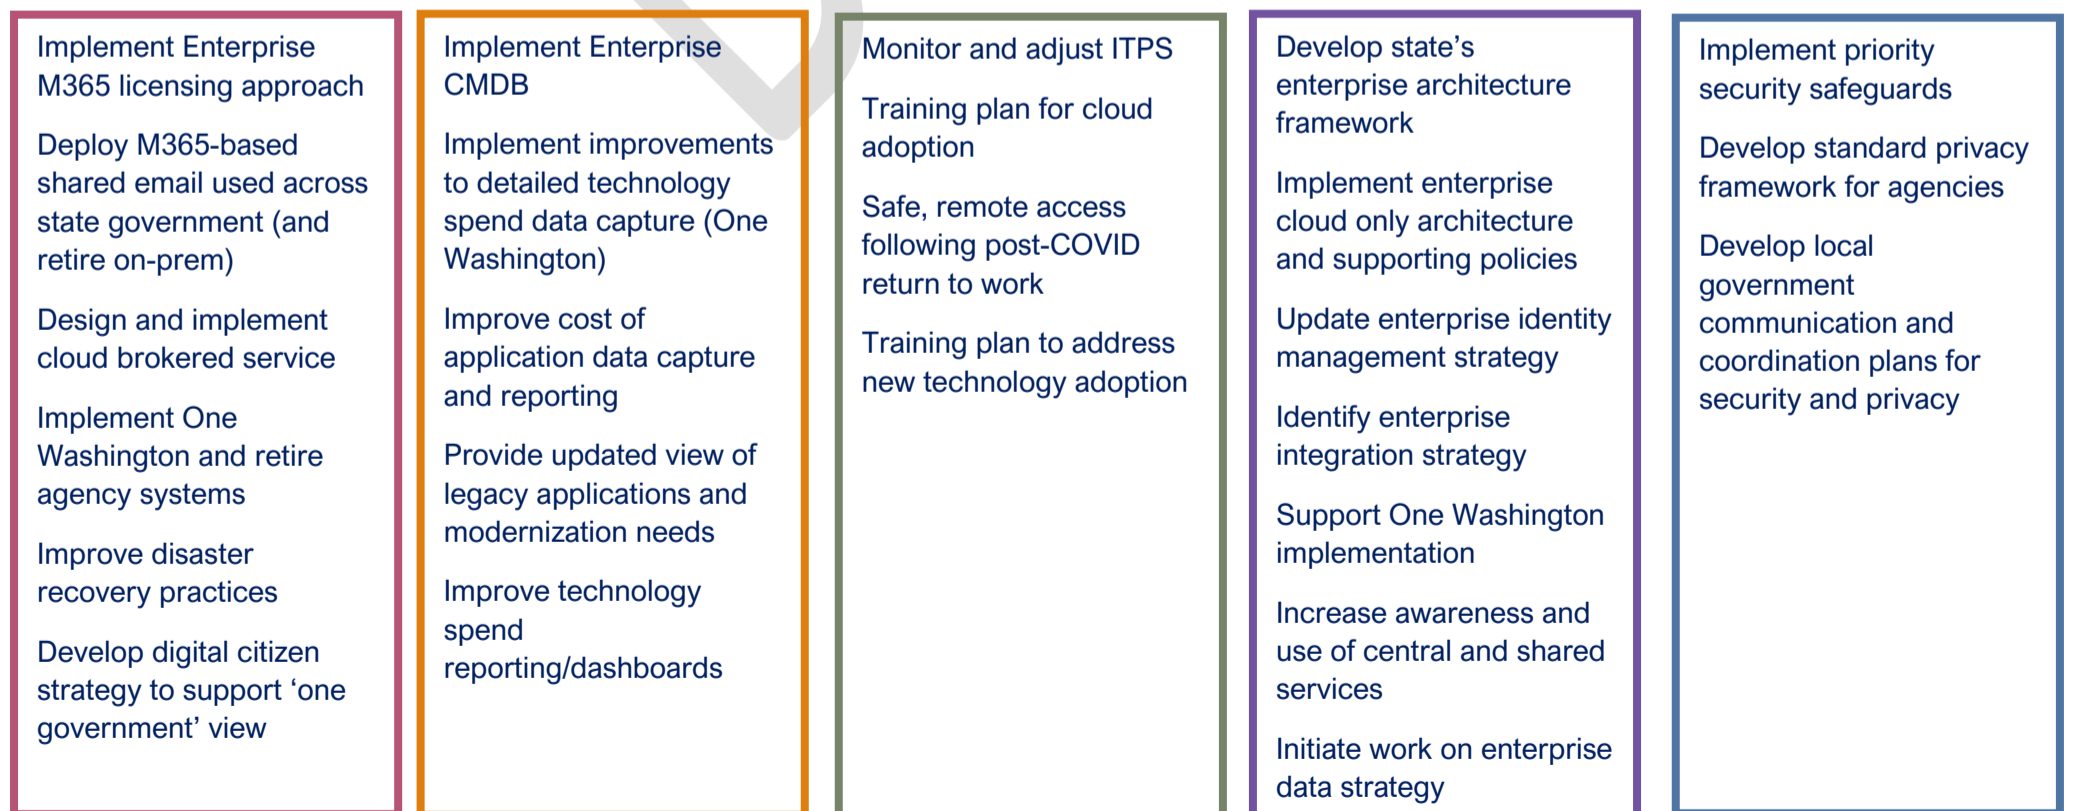 Implement Enterprise
M365 licensing approach
Deploy M365-based
shared email used across
state government (and
retire on-prem)
Design and implement
cloud brokered service
Implement One
Washington and retire
agency systems
Improve disaster
recovery practices
Develop digital citizen
strategy to support ‘one
government’ view
Implement Enterprise
CMDB
Implement improvements
to detailed technology
spend data capture (One
Washington)
Improve cost of
application data capture
and reporting
Provide updated view of
legacy applications and
modernization needs
Improve technology
spend
reporting/dashboards
Monitor and adjust ITPS
Training plan for cloud
adoption
Safe, remote access
following post-COVID
return to work
Training plan to address
new technology adoption
Develop state’s
enterprise architecture
framework
Implement enterprise
cloud only architecture
and supporting policies
Update enterprise identity
management strategy
Identify enterprise
integration strategy
Support One Washington
implementation
Increase awareness and
use of central and shared
services
Initiate work on enterprise
data strategy
Implement priority
security safeguards
Develop standard privacy
framework for agencies
Develop local
government
communication and
coordination plans for
security and privacy